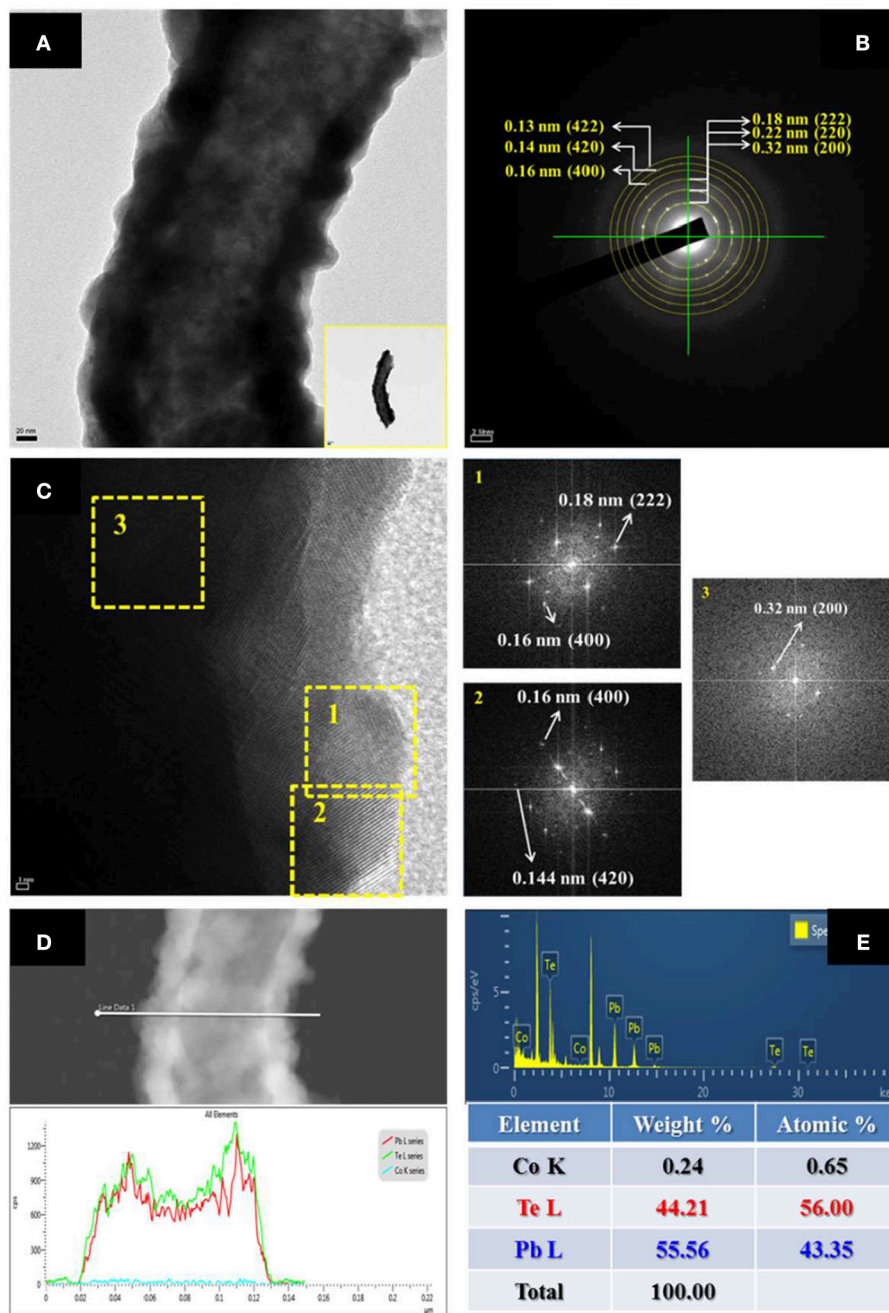 A
20 nm
B
0.13 nm (422)
0.14 nm (420)
0.16 nm (400)
0.18 nm (222)
0.22 nm (220)
0.32 nm (200)
C
3
1
2
1 nm
1
0.18 nm (222)
0.16 nm (400)
2
0.16 nm (400)
0.144 nm (420)
3
0.32 nm (200)
D
Line Data 1
All Elements
Pb L series
Te L series
Co K series
cps
1200
900
600
300
0
0 0.02 0.04 0.06 0.08 0.1 0.12 0.14 0.16 0.18 0.2 0.22
µm
E
Spe
cps/eV
5
0
Co Te Co Pb Pb Pb Te Te
0 10 20 30 ke
Element Weight % Atomic %
Co K 0.24 0.65
Te L 44.21 56.00
Pb L 55.56 43.35
Total 100.00